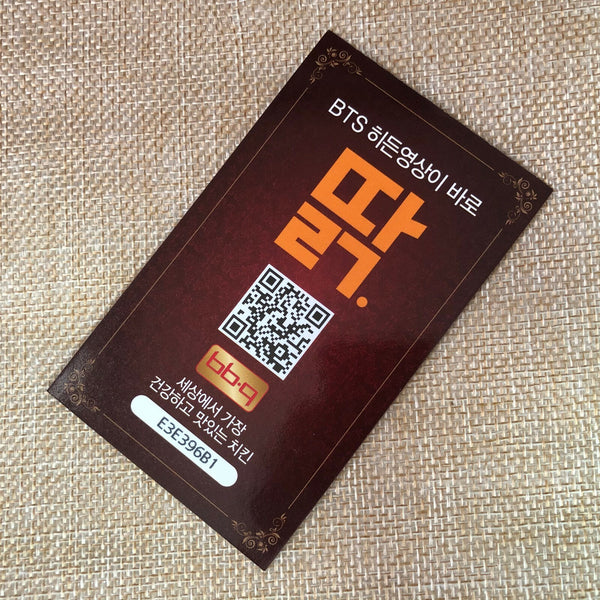 BTS 히든영상이 바로
딹.
bb.q
세상에서 가장
건강하고 맛있는 치킨
E3E396B1